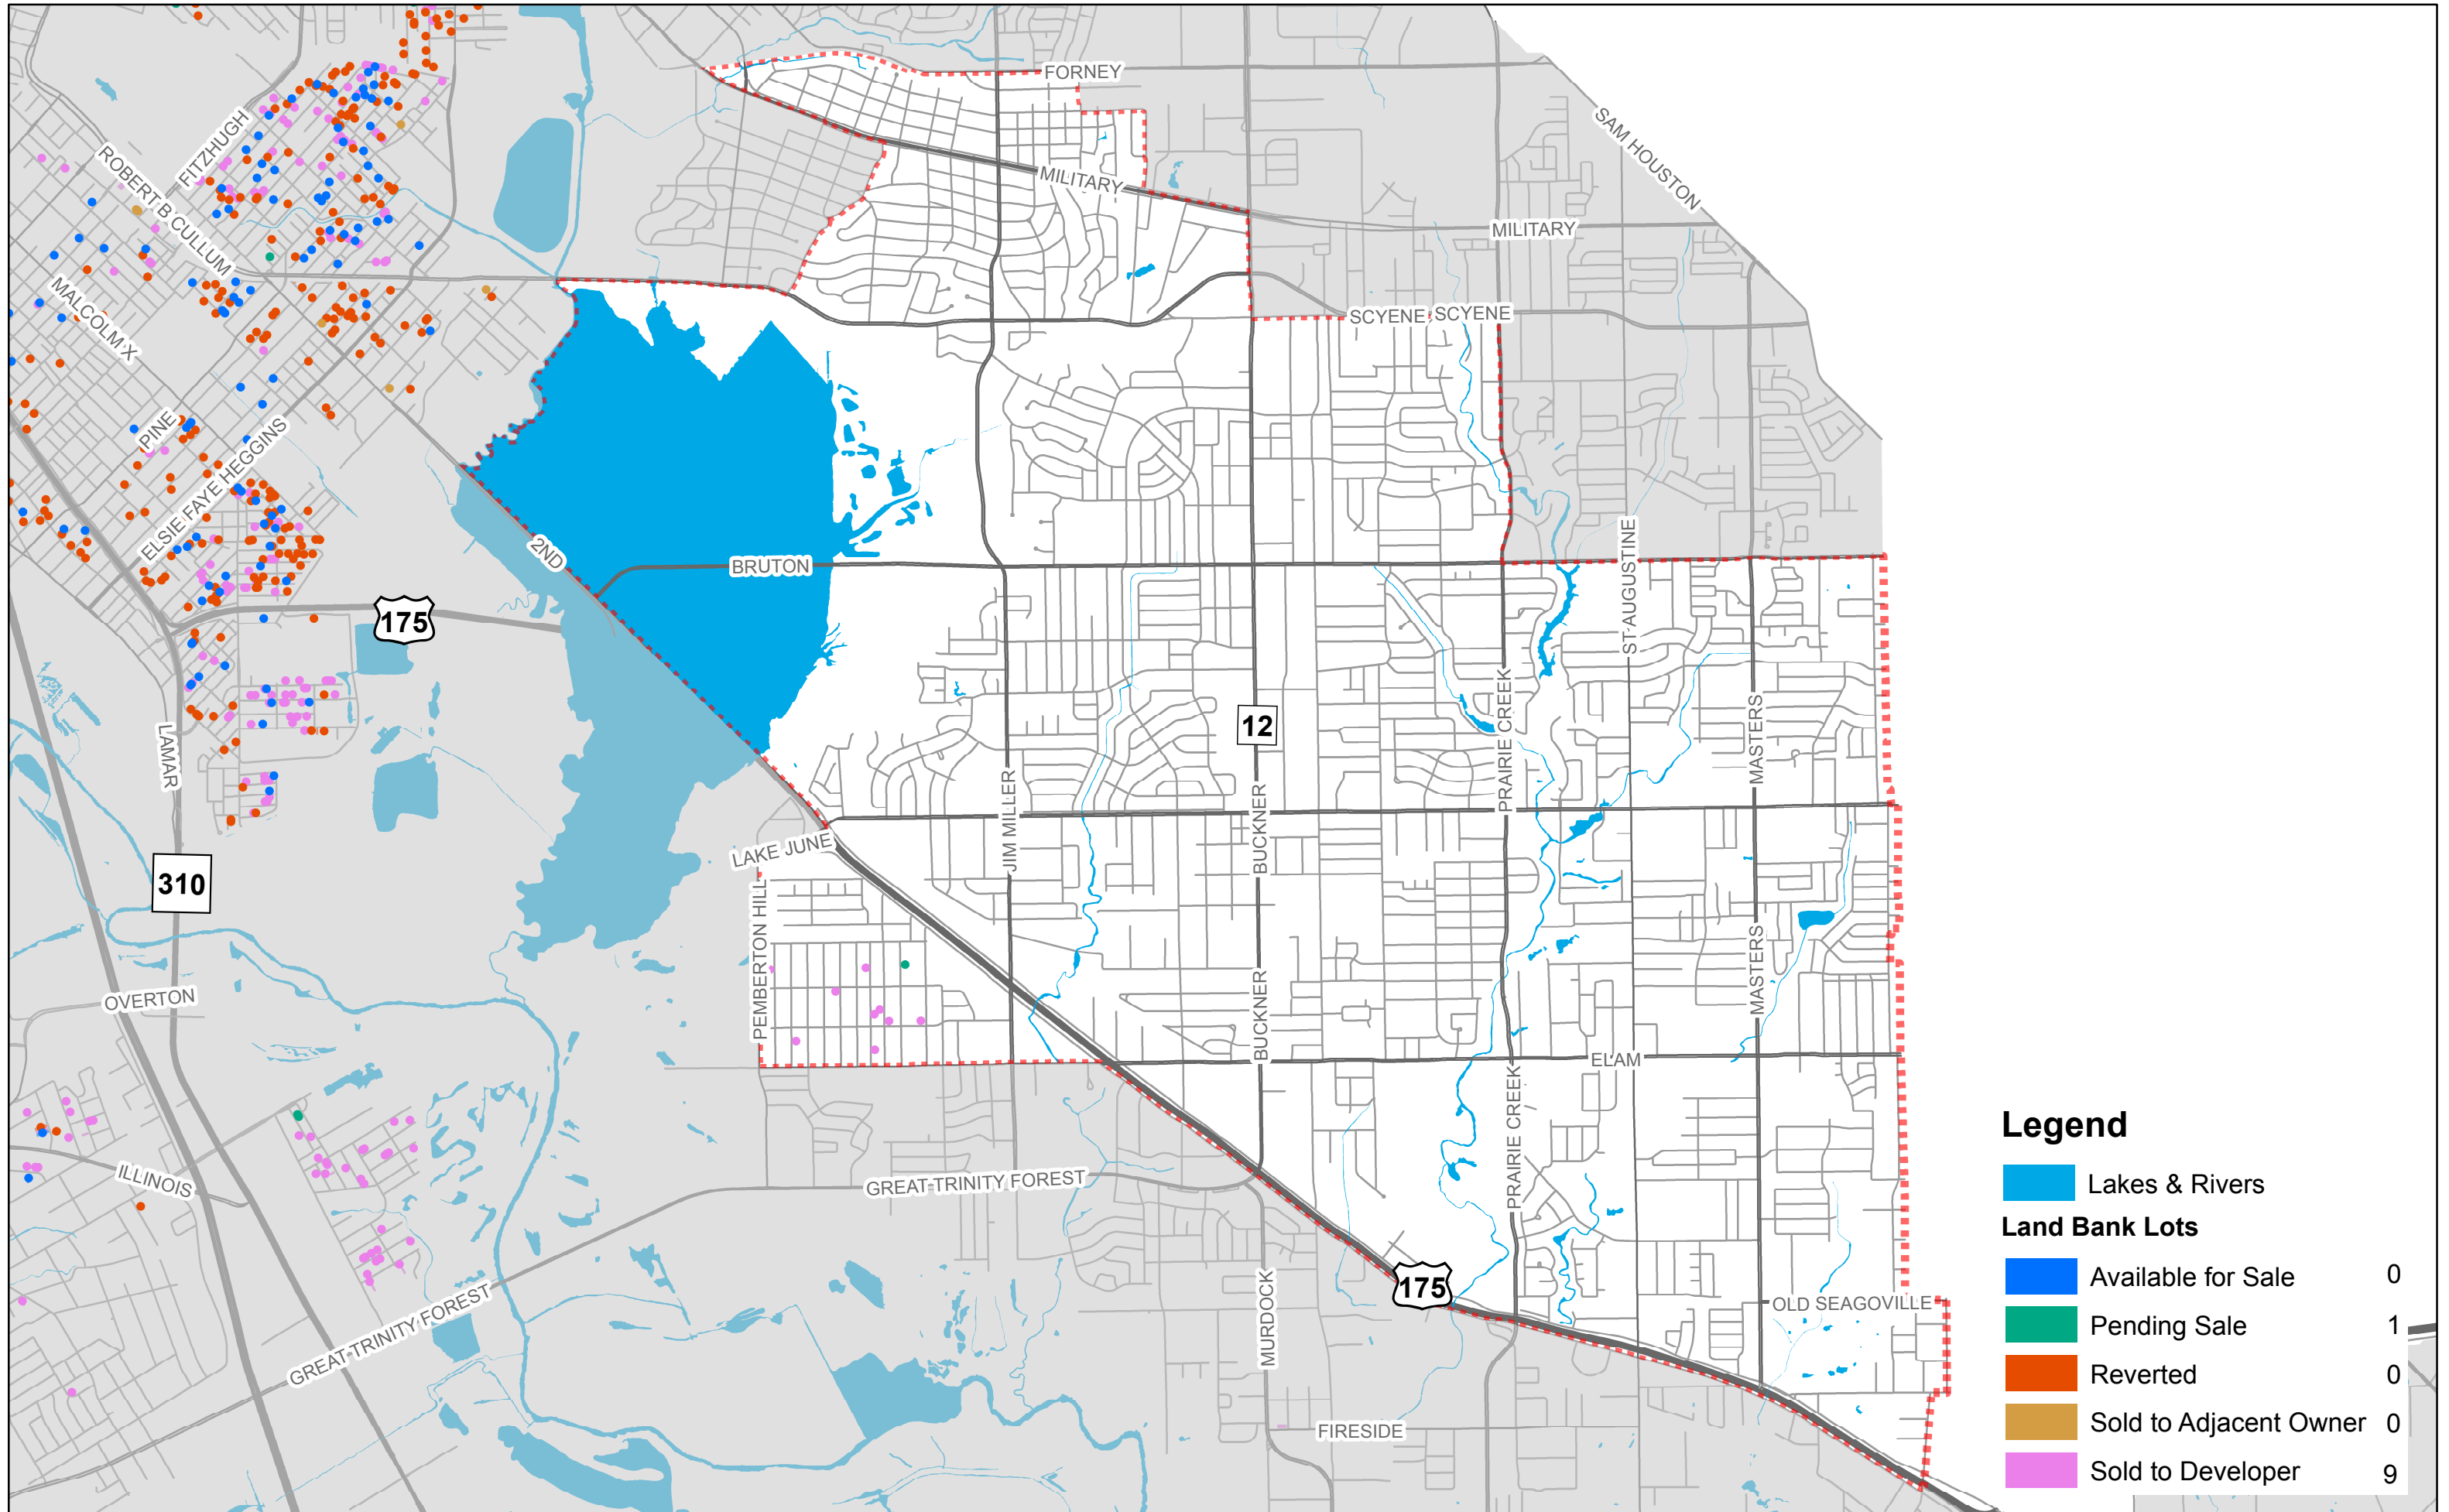 FORNEY
SAM HOUSTON
FITZHUGH
ROBERT B CULLUM
MILITARY
MILITARY
MALCOLM X
SCYENE
SCYENE
PINE
ELSIE FAYE HEGGINS
2ND
BRUTON
ST AUGUSTINE
175
LAMAR
12
PRAIRIE CREEK
MASTERS
JIM MILLER
BUCKNER
LAKE JUNE
310
PEMBERTON HILL
MASTERS
OVERTON
BUCKNER
ELAM
PRAIRIE CREEK
ILLINOIS
GREAT TRINITY FOREST
175
MURDOCK
OLD SEAGOVILLE
GREAT TRINITY FOREST
FIRESIDE
Legend
Lakes & Rivers
Land Bank Lots
Available for Sale 0
Pending Sale 1
Reverted 0
Sold to Adjacent Owner 0
Sold to Developer 9